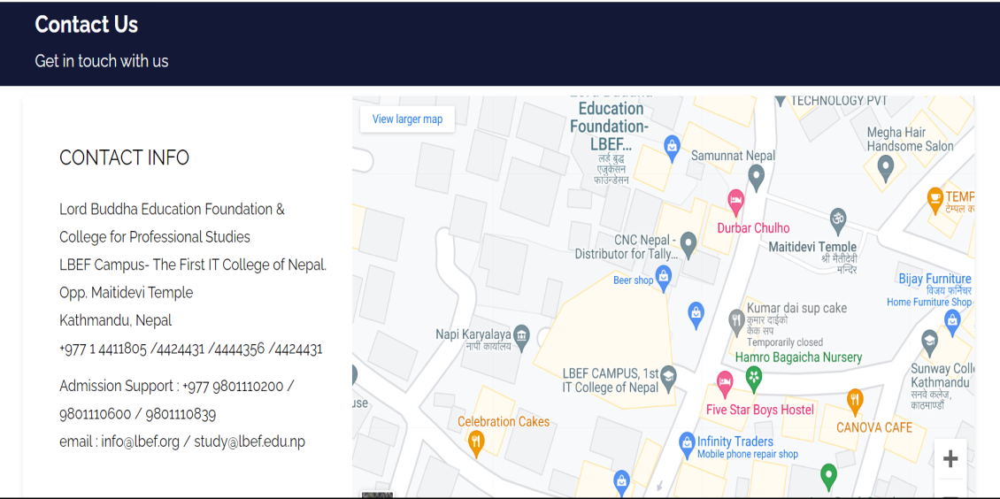 Contact Us
Get in touch with us
CONTACT INFO
Lord Buddha Education Foundation &
College for Professional Studies
LBEF Campus- The First IT College of Nepal.
Opp. Maitidevi Temple
Kathmandu, Nepal
+977 1 4411805 /4424431 /4444356 /4424431
Admission Support : +977 9801110200 /
9801110600 / 9801110839
email : info@lbef.org / study@lbef.edu.np
View larger map
Education
Foundation-
LBEF...
लर्ड बुद्ध
एजुकेसन
फाउन्डेसन
TECHNOLOGY PVT
Megha Hair
Handsome Salon
Samunnat Nepal
TEMP
टेम्पल क
Durbar Chulho
CNC Nepal -
Distributor for Tally...
Maitidevi Temple
श्री मैतीदेवी
मन्दिर
Beer shop
Bijay Furniture
विजय फर्निचर
Home Furniture Shop
Kumar dai sup cake
कुमार दाईको
केक सप
Temporarily closed
Napi Karyalaya
नापी कार्यालय
Hamro Bagaicha Nursery
LBEF CAMPUS, 1st
IT College of Nepal
Sunway Coll
Kathmandu
सनवे कलेज,
काठमाण्डौं
use
Five Star Boys Hostel
Celebration Cakes
CANOVA CAFE
Infinity Traders
Mobile phone repair shop
+